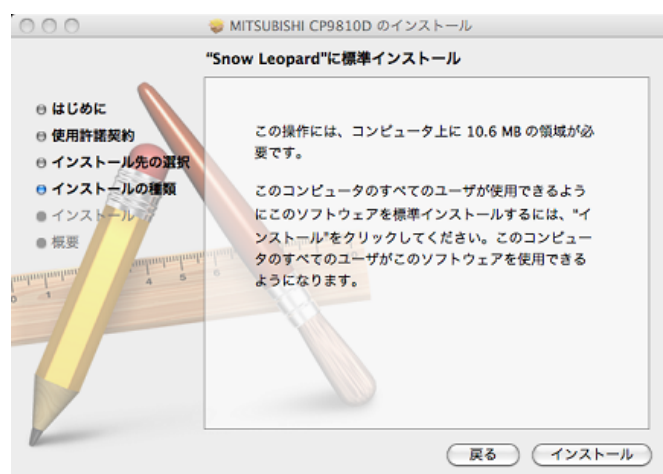 MITSUBISHI CP9810D のインストール
“Snow Leopard”に標準インストール
はじめに
使用許諾契約
インストール先の選択
インストールの種類
インストール
概要
この操作には、コンピュータ上に 10.6 MB の領域が必
要です。
このコンピュータのすべてのユーザが使用できるよう
にこのソフトウェアを標準インストールするには、“イ
ンストール”をクリックしてください。このコンピュー
タのすべてのユーザがこのソフトウェアを使用できる
ようになります。
1
4
5
6
戻る
インストール